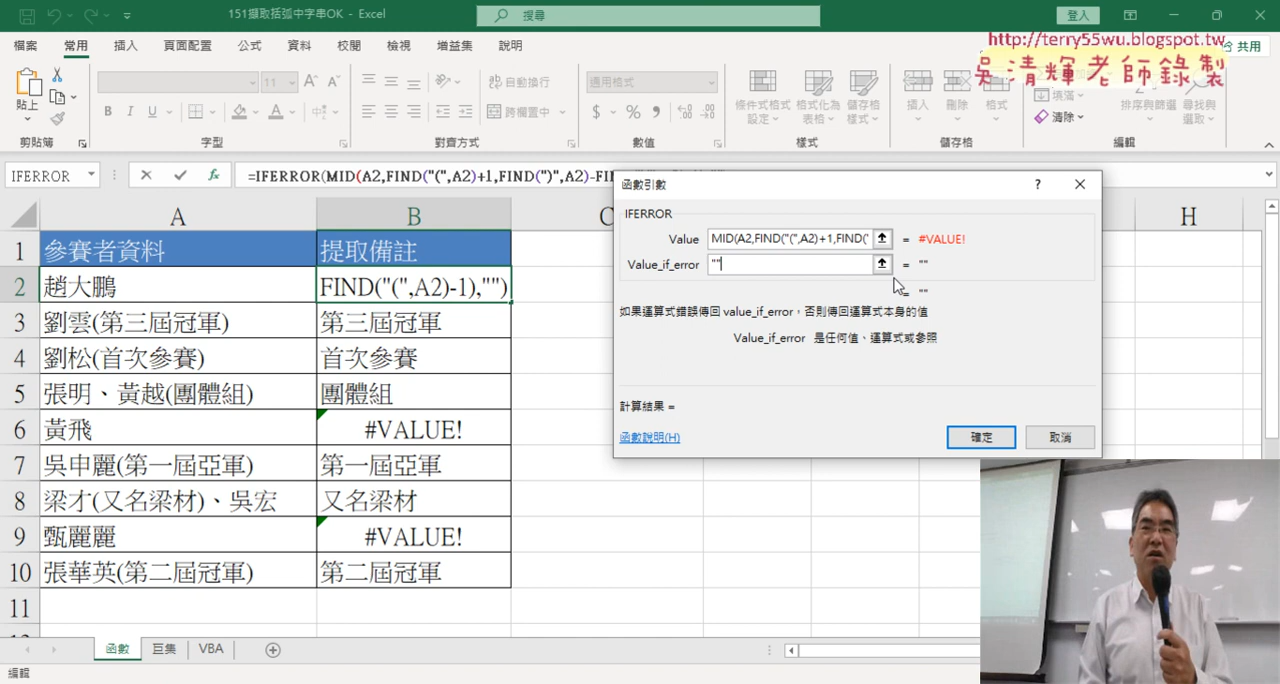 151擷取括弧中字串OK - Excel
搜尋
登入
檔案 常用 插入 頁面配置 公式 資料 校閱 檢視 增益集 說明
共用
http://terry55wu.blogspot.tw
吳清輝老師錄製
貼上
11
B I U
自動換行
跨欄置中
通用格式
條件式格式設定
格式化為表格
儲存格樣式
插入 刪除 格式
填滿
清除
排序與篩選
尋找與選取
剪貼簿 字型 對齊方式 數值 樣式 儲存格 編輯
IFERROR
=IFERROR(MID(A2,FIND("(",A2)+1,FIND(")",A2)-FIN
A B C H
1 參賽者資料 提取備註
2 趙大鵬 FIND("(",A2)-1),"")
3 劉雲(第三屆冠軍) 第三屆冠軍
4 劉松(首次參賽) 首次參賽
5 張明、黃越(團體組) 團體組
6 黃飛 #VALUE!
7 吳申麗(第一屆亞軍) 第一屆亞軍
8 梁才(又名梁材)、吳宏 又名梁材
9 甄麗麗 #VALUE!
10 張華英(第二屆冠軍) 第二屆冠軍
11
函數引數
IFERROR
Value MID(A2,FIND("(",A2)+1,FIND(" = #VALUE!
Value_if_error "" = ""
= ""
如果運算式錯誤傳回 value_if_error，否則傳回運算式本身的值
Value_if_error 是任何值、運算式或參照
計算結果 =
函數說明(H)
確定 取消
函數 巨集 VBA
編輯